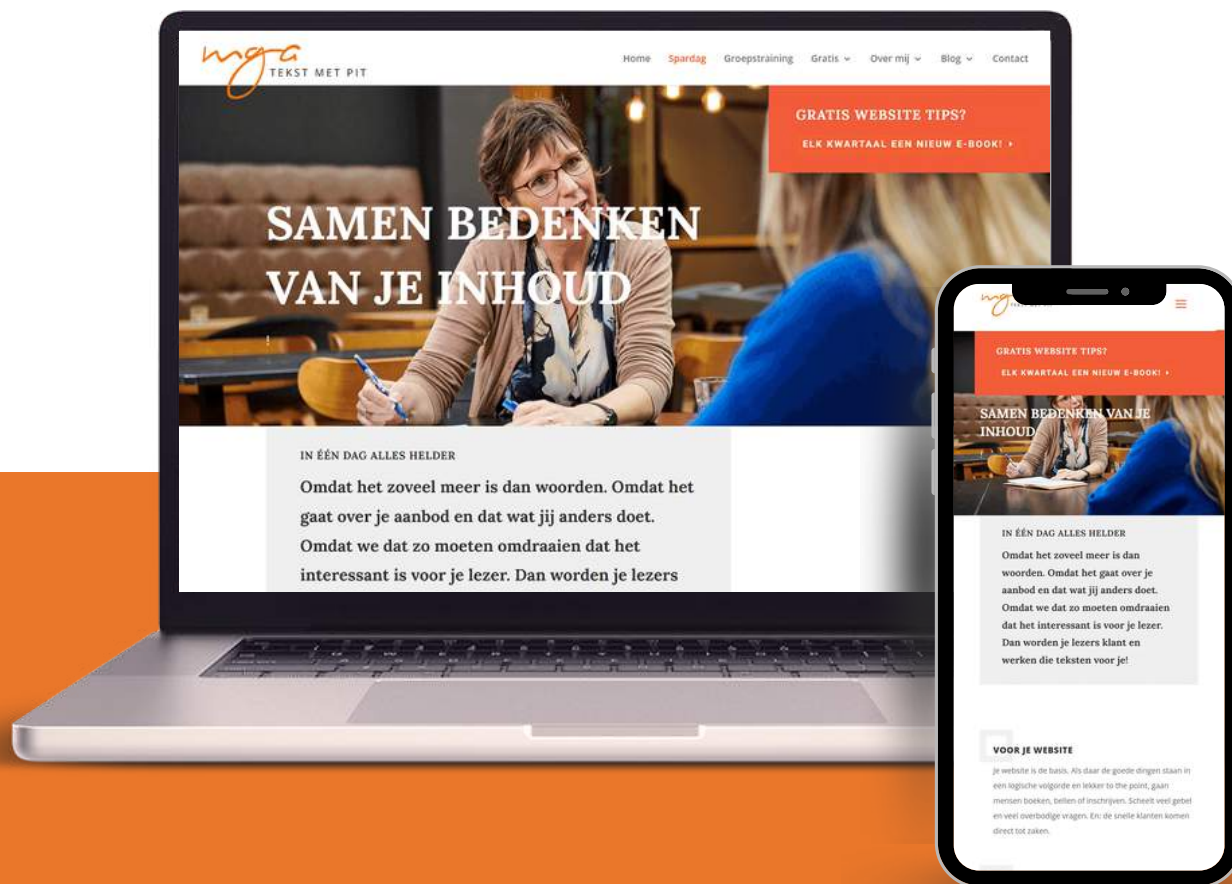 mga
TEKST MET PIT
Home Spardag Groepstraining Gratis Over mij Blog Contact
GRATIS WEBSITE TIPS?
ELK KWARTAAL EEN NIEUW E-BOOK!
SAMEN BEDENKEN
VAN JE INHOUD
!
IN ÉÉN DAG ALLES HELDER
Omdat het zoveel meer is dan woorden. Omdat het
gaat over je aanbod en dat wat jij anders doet.
Omdat we dat zo moeten omdraaien dat het
interessant is voor je lezer. Dan worden je lezers
mga
GRATIS WEBSITE TIPS?
ELK KWARTAAL EEN NIEUW E-BOOK!
SAMEN BEDENKEN VAN JE
INHOUD
!
IN ÉÉN DAG ALLES HELDER
Omdat het zoveel meer is dan
woorden. Omdat het gaat over je
aanbod en dat wat jij anders doet.
Omdat we dat zo moeten omdraaien
dat het interessant is voor je lezer.
Dan worden je lezers klant en
werken die teksten voor je!
VOOR JE WEBSITE
Je website is de basis. Als daar de goede dingen staan in
een logische volgorde en lekker to the point, gaan
mensen boeken, bellen of inschrijven. Scheelt veel gebel
en veel overbodige vragen. En: de snelle klanten komen
direct tot zaken.